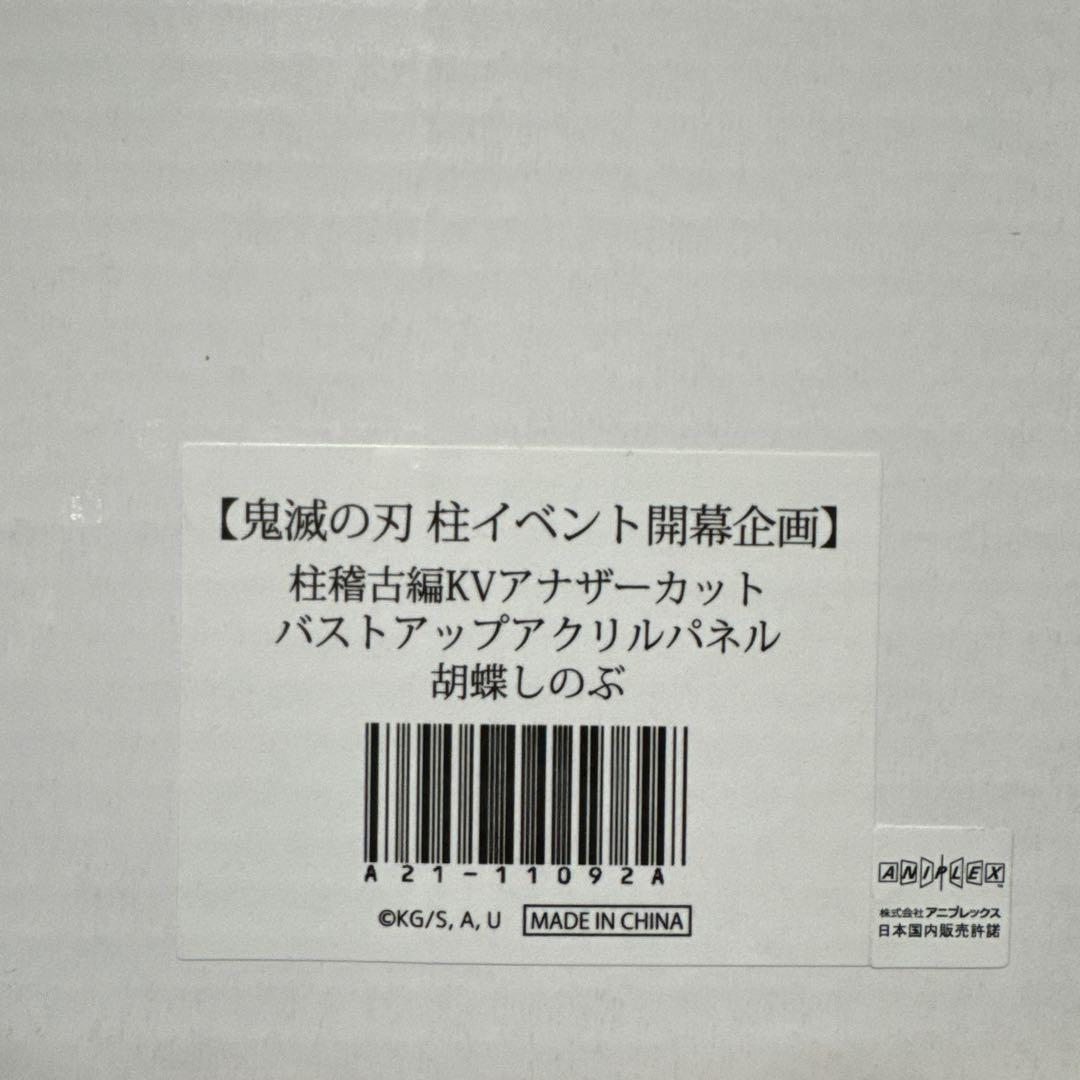 【鬼滅の刃 柱イベント開幕企画】
柱稽古編KVアナザーカット
バストアップアクリルパネル
胡蝶しのぶ
A21-11092A
©KG/S, A, U MADE IN CHINA
ANIPLEX
株式会社アニプレックス
日本国内販売許諾